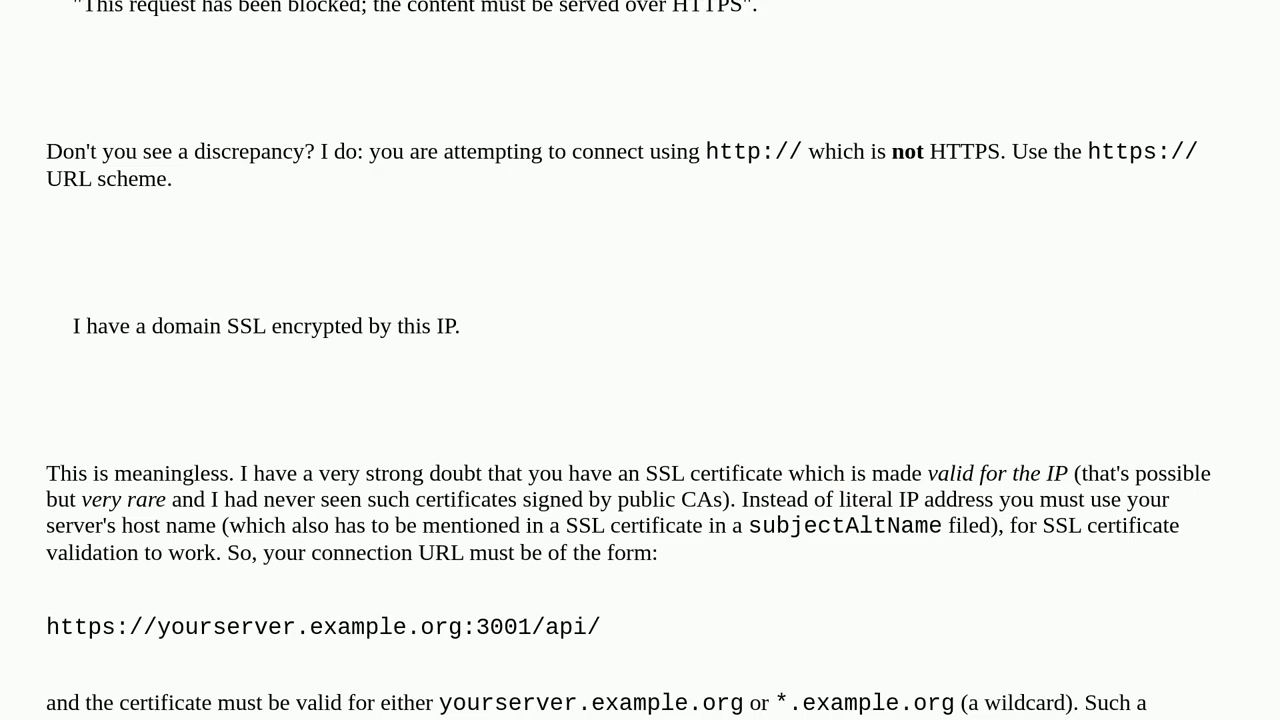 "This request has been blocked; the content must be served over HTTPS".
Don't you see a discrepancy? I do: you are attempting to connect using http:// which is not HTTPS. Use the https://
URL scheme.
I have a domain SSL encrypted by this IP.
This is meaningless. I have a very strong doubt that you have an SSL certificate which is made valid for the IP (that's possible
but very rare and I had never seen such certificates signed by public CAs). Instead of literal IP address you must use your
server's host name (which also has to be mentioned in a SSL certificate in a subjectAltName filed), for SSL certificate
validation to work. So, your connection URL must be of the form:
https://yourserver.example.org:3001/api/
and the certificate must be valid for either yourserver.example.org or *.example.org (a wildcard). Such a